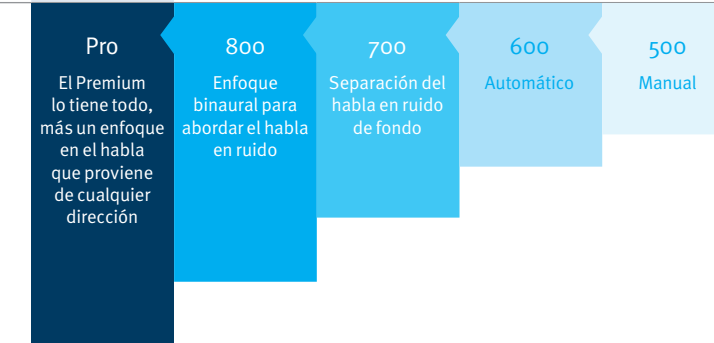 Pro
El Premium
lo tiene todo,
más un enfoque
en el habla
que proviene
de cualquier
dirección
800
Enfoque
binaural para
abordar el habla
en ruido
700
Separación del
habla en ruido
de fondo
600
Automático
500
Manual